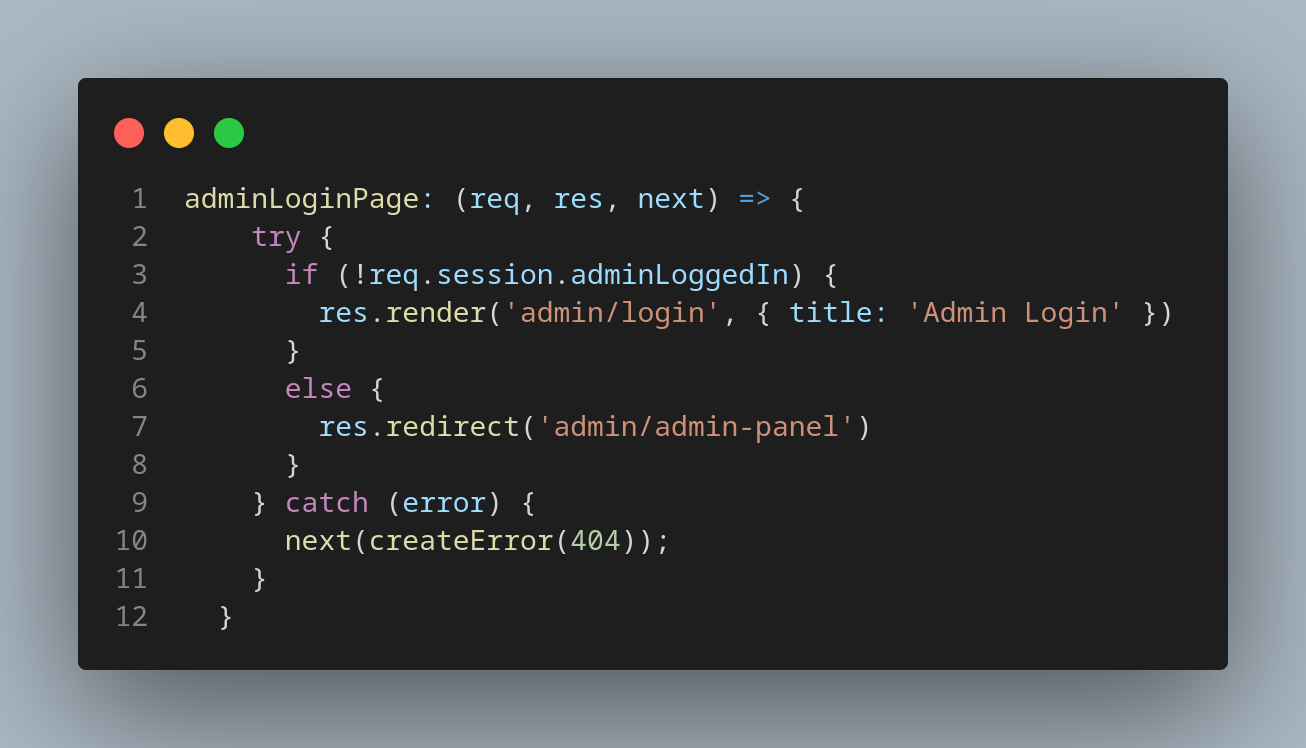 1 adminLoginPage: (req, res, next) => {
2     try {
3       if (!req.session.adminLoggedIn) {
4         res.render('admin/login', { title: 'Admin Login' })
5       }
6       else {
7         res.redirect('admin/admin-panel')
8       }
9     } catch (error) {
10       next(createError(404));
11     }
12   }